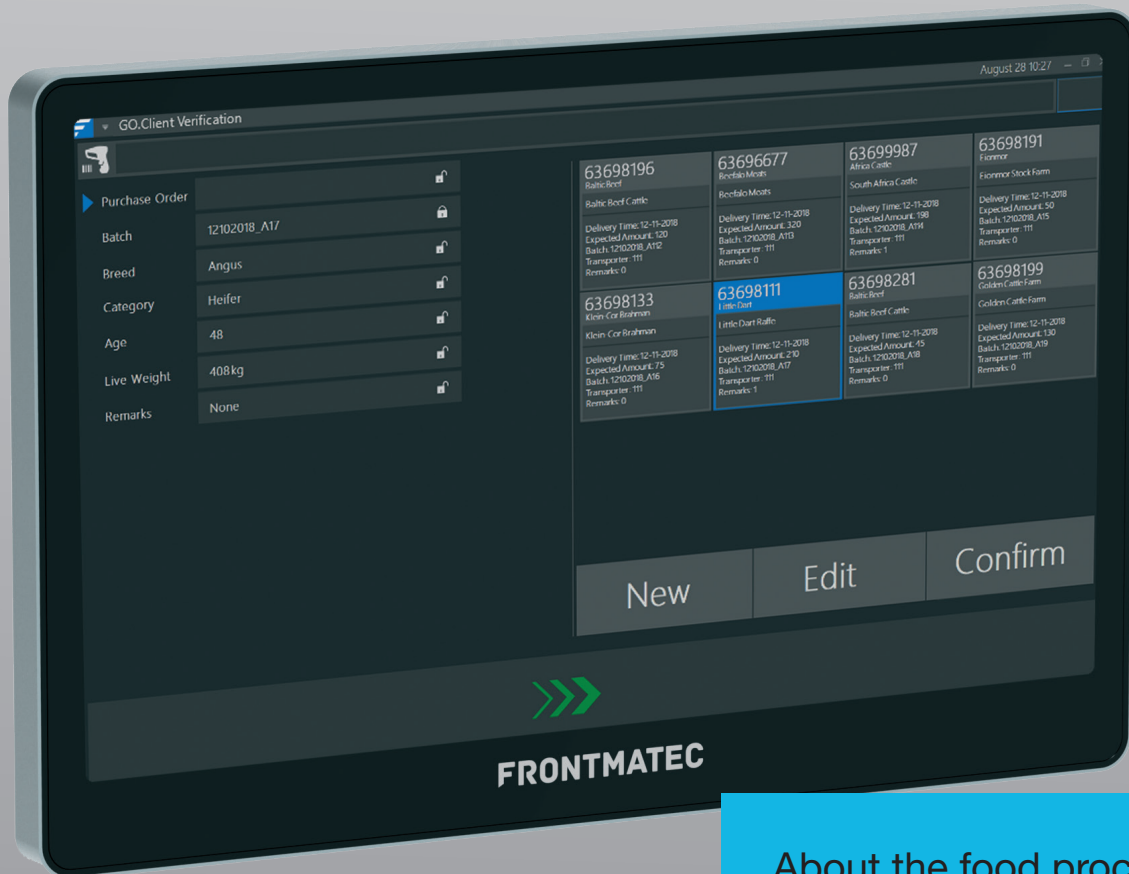 August 28 10:27
GO.Client Verification
Purchase Order
Batch 12102018_A17
Breed Angus
Category Heifer
Age 48
Live Weight 408kg
Remarks None
63698196
Baltic Beef
Baltic Beef Cattle
Delivery Time: 12-11-2018
Expected Amount: 120
Batch: 12102018_A112
Transporter: 111
Remarks: 0
63696677
Beefalo Meats
Beefalo Meats
Delivery Time: 12-11-2018
Expected Amount: 320
Batch: 12102018_A113
Transporter: 111
Remarks: 0
63699987
Africa Castle
South Africa Castle
Delivery Time: 12-11-2018
Expected Amount: 198
Batch: 12102018_A114
Transporter: 111
Remarks: 1
63698191
Fionmor
Fionmor Stock Farm
Delivery Time: 12-11-2018
Expected Amount: 50
Batch: 12102018_A15
Transporter: 111
Remarks: 0
63698133
Klein-Cor Brahman
Klein-Cor Brahman
Delivery Time: 12-11-2018
Expected Amount: 75
Batch: 12102018_A16
Transporter: 111
Remarks: 0
63698111
Little Dart
Little Dart Raffe
Delivery Time: 12-11-2018
Expected Amount: 210
Batch: 12102018_A17
Transporter: 111
Remarks: 1
63698281
Baltic Beef
Baltic Beef Cattle
Delivery Time: 12-11-2018
Expected Amount: 45
Batch: 12102018_A18
Transporter: 111
Remarks: 0
63698199
Golden Cattle Farm
Golden Cattle Farm
Delivery Time: 12-11-2018
Expected Amount: 130
Batch: 12102018_A19
Transporter: 111
Remarks: 0
New
Edit
Confirm
FRONTMATEC
About the food proc